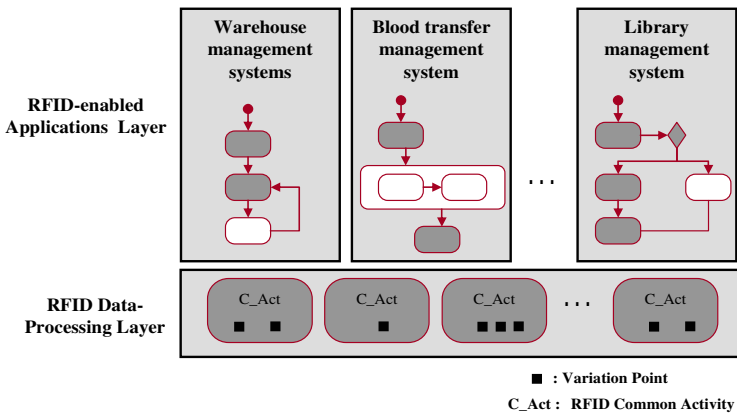 Warehouse
management
systems
Blood transfer
management
system
Library
management
system
RFID-enabled
Applications Layer
. . .
RFID Data-
Processing Layer
C_Act
C_Act
C_Act
. . .
C_Act
: Variation Point
C_Act : RFID Common Activity